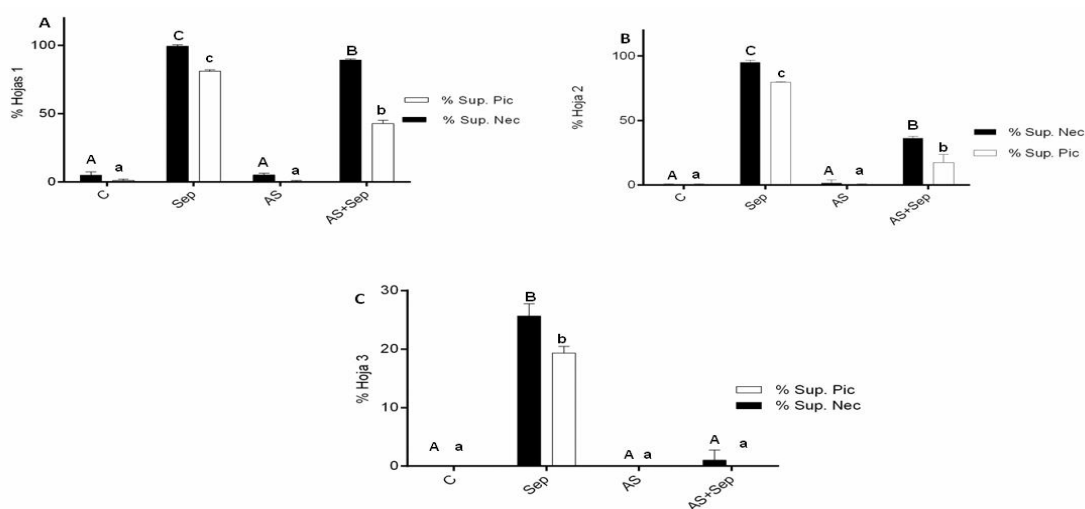 A
% Hojas 1
100
50
0
A
a
C
c
A
a
B
b
C
Sep
AS
AS+Sep
% Sup. Pic
% Sup. Nec
B
% Hoja 2
100
50
0
A
a
C
c
A
a
B
b
C
Sep
AS
AS+Sep
% Sup. Nec
% Sup. Pic
C
% Hoja 3
30
20
10
0
A
a
B
b
A
a
A
a
C
Sep
AS
AS+Sep
% Sup. Pic
% Sup. Nec